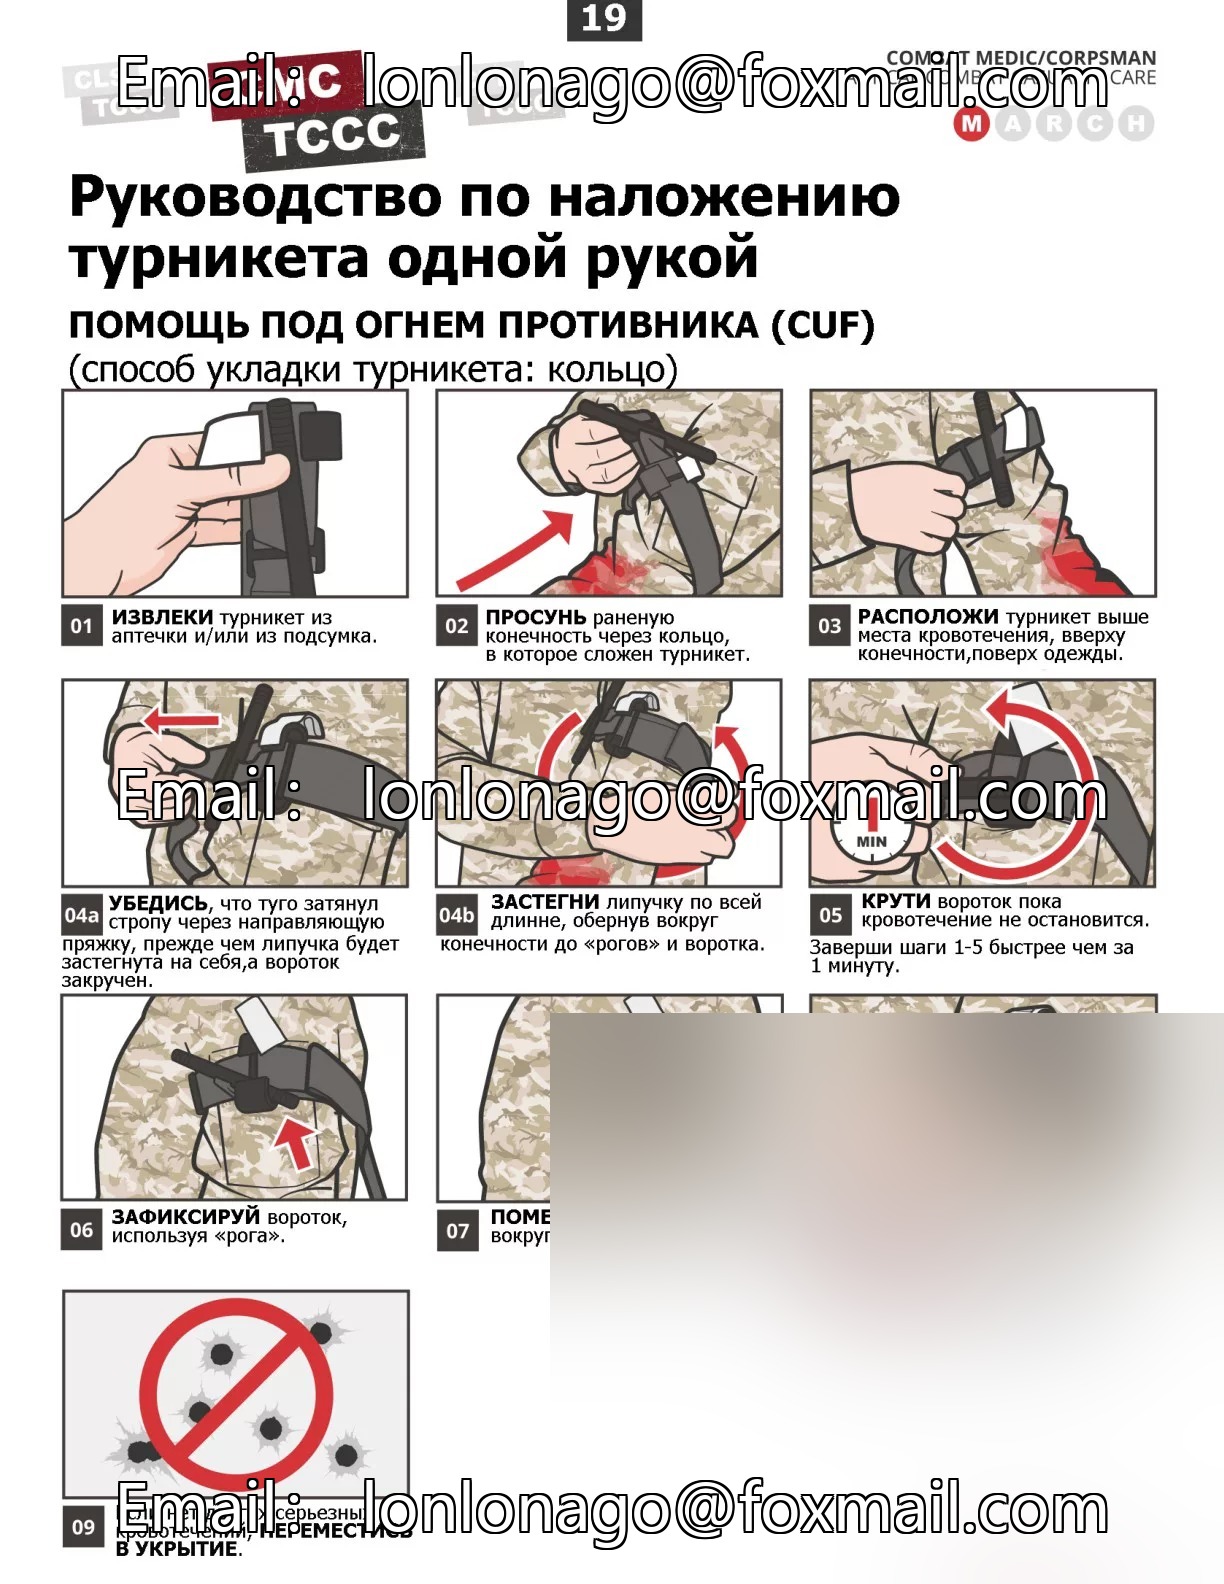 19
Email: lonlonago@foxmail.com
CMC
TCCC
COMBAT MEDIC/CORPSMAN
CARE
M A R C H
Руководство по наложению
турникета одной рукой
ПОМОЩЬ ПОД ОГНЕМ ПРОТИВНИКА (CUF)
(способ укладки турникета: кольцо)
01 ИЗВЛЕКИ турникет из
аптечки и/или из подсумка.
02 ПРОСУНЬ раненую
конечность через кольцо,
в которое сложен турникет.
03 РАСПОЛОЖИ турникет выше
места кровотечения, вверху
конечности,поверх одежды.
Email: lonlonago@foxmail.com
MIN
04a УБЕДИСЬ, что туго затянул
стропу через направляющую
пряжку, прежде чем липучка будет
застегнута на себя,а вороток
закручен.
04b ЗАСТЕГНИ липучку по всей
длинне, обернув вокруг
конечности до «рогов» и воротка.
05 КРУТИ вороток пока
кровотечение не остановится.
Заверши шаги 1-5 быстрее чем за
1 минуту.
06 ЗАФИКСИРУЙ вороток,
используя «рога».
07
Email: lonlonago@foxmail.com
09 серьезных
кровотечений, ПЕРЕМЕСТИСЬ
В УКРЫТИЕ.